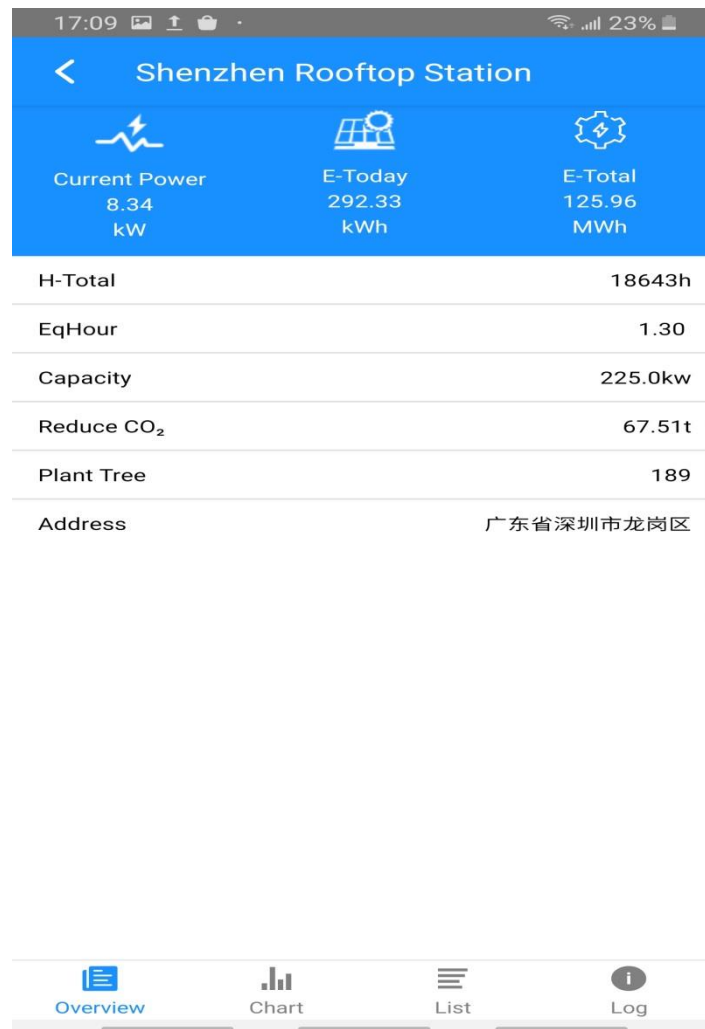 17:09 23%
Shenzhen Rooftop Station
Current Power E-Today E-Total
8.34 292.33 125.96
kW kWh MWh
H-Total 18643h
EqHour 1.30
Capacity 225.0kw
Reduce CO₂ 67.51t
Plant Tree 189
Address 广东省深圳市龙岗区
Overview Chart List Log